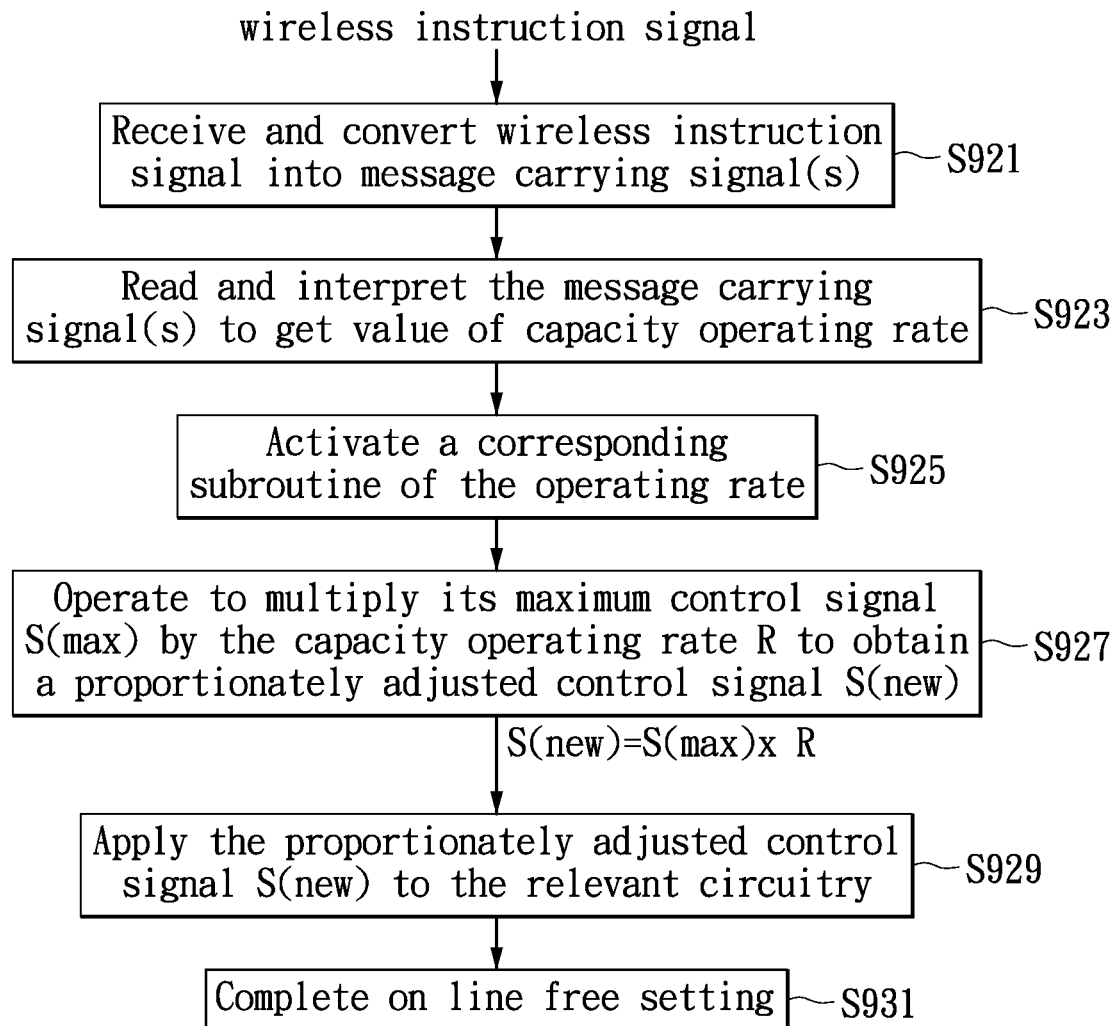 wireless instruction signal
Receive and convert wireless instruction
signal into message carrying signal(s)
S921
Read and interpret the message carrying
signal(s) to get value of capacity operating rate
S923
Activate a corresponding
subroutine of the operating rate
S925
Operate to multiply its maximum control signal
S(max) by the capacity operating rate R to obtain
a proportionately adjusted control signal S(new)
S927
S(new)=S(max)x R
Apply the proportionately adjusted control
signal S(new) to the relevant circuitry
S929
Complete on line free setting
S931